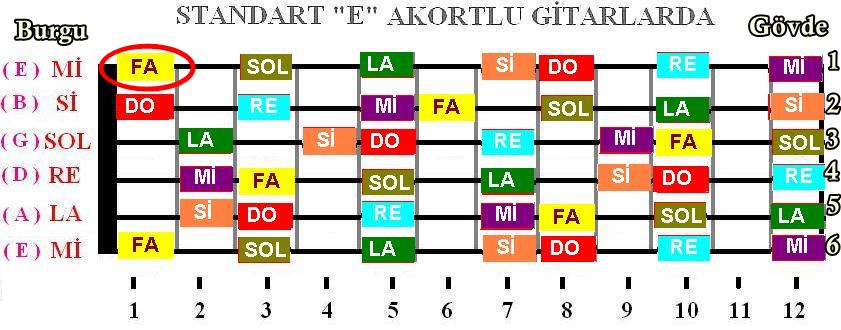 STANDART "E" AKORTLU GİTARLARDA
Burgu Gövde
(E) Mİ FA SOL LA Sİ DO RE Mİ 1
(B) Sİ DO RE Mİ FA SOL LA Sİ 2
(G) SOL LA Sİ DO RE Mİ FA SOL 3
(D) RE Mİ FA SOL LA Sİ DO RE 4
(A) LA Sİ DO RE Mİ FA SOL LA 5
(E) Mİ FA SOL LA Sİ DO RE Mİ 6
1 2 3 4 5 6 7 8 9 10 11 12